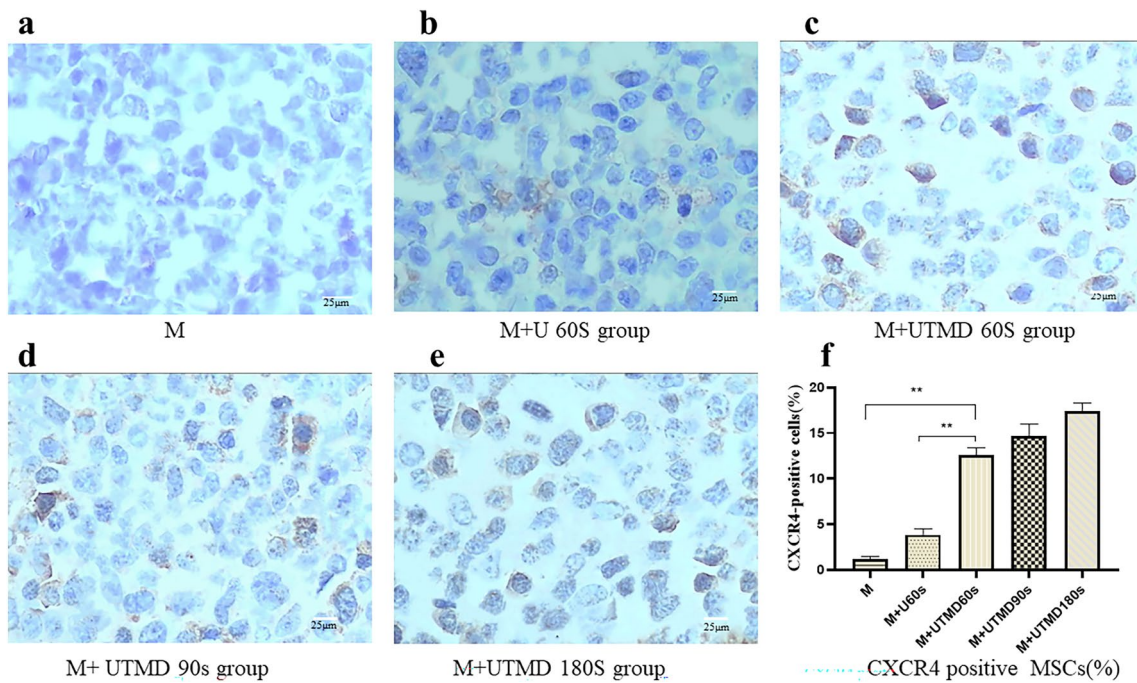 a
25μm
M
b
25μm
M+U 60S group
c
25μm
M+UTMD 60S group
d
25μm
M+ UTMD 90s group
e
25μm
M+UTMD 180S group
f
CXCR4-positive cells(%)
20
15
10
5
0
**
**
M
M+U60s
M+UTMD60s
M+UTMD90s
M+UTMD180s
CXCR4 positive MSCs(%)